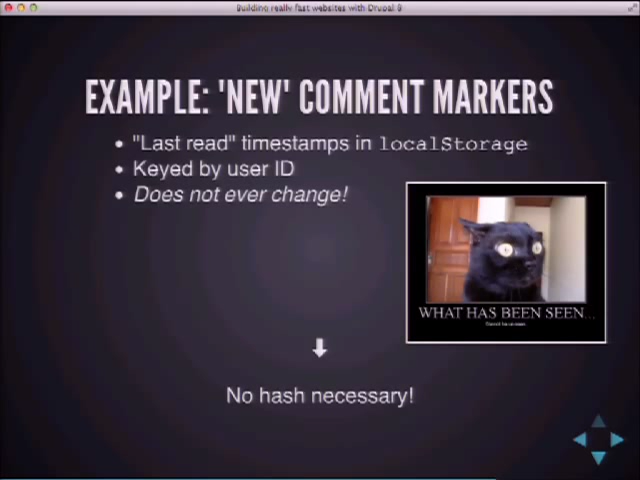 Building really fast websites with Drupal 8
EXAMPLE: 'NEW' COMMENT MARKERS
• "Last read" timestamps in localStorage
• Keyed by user ID
• Does not ever change!
WHAT HAS BEEN SEEN...
No hash necessary!